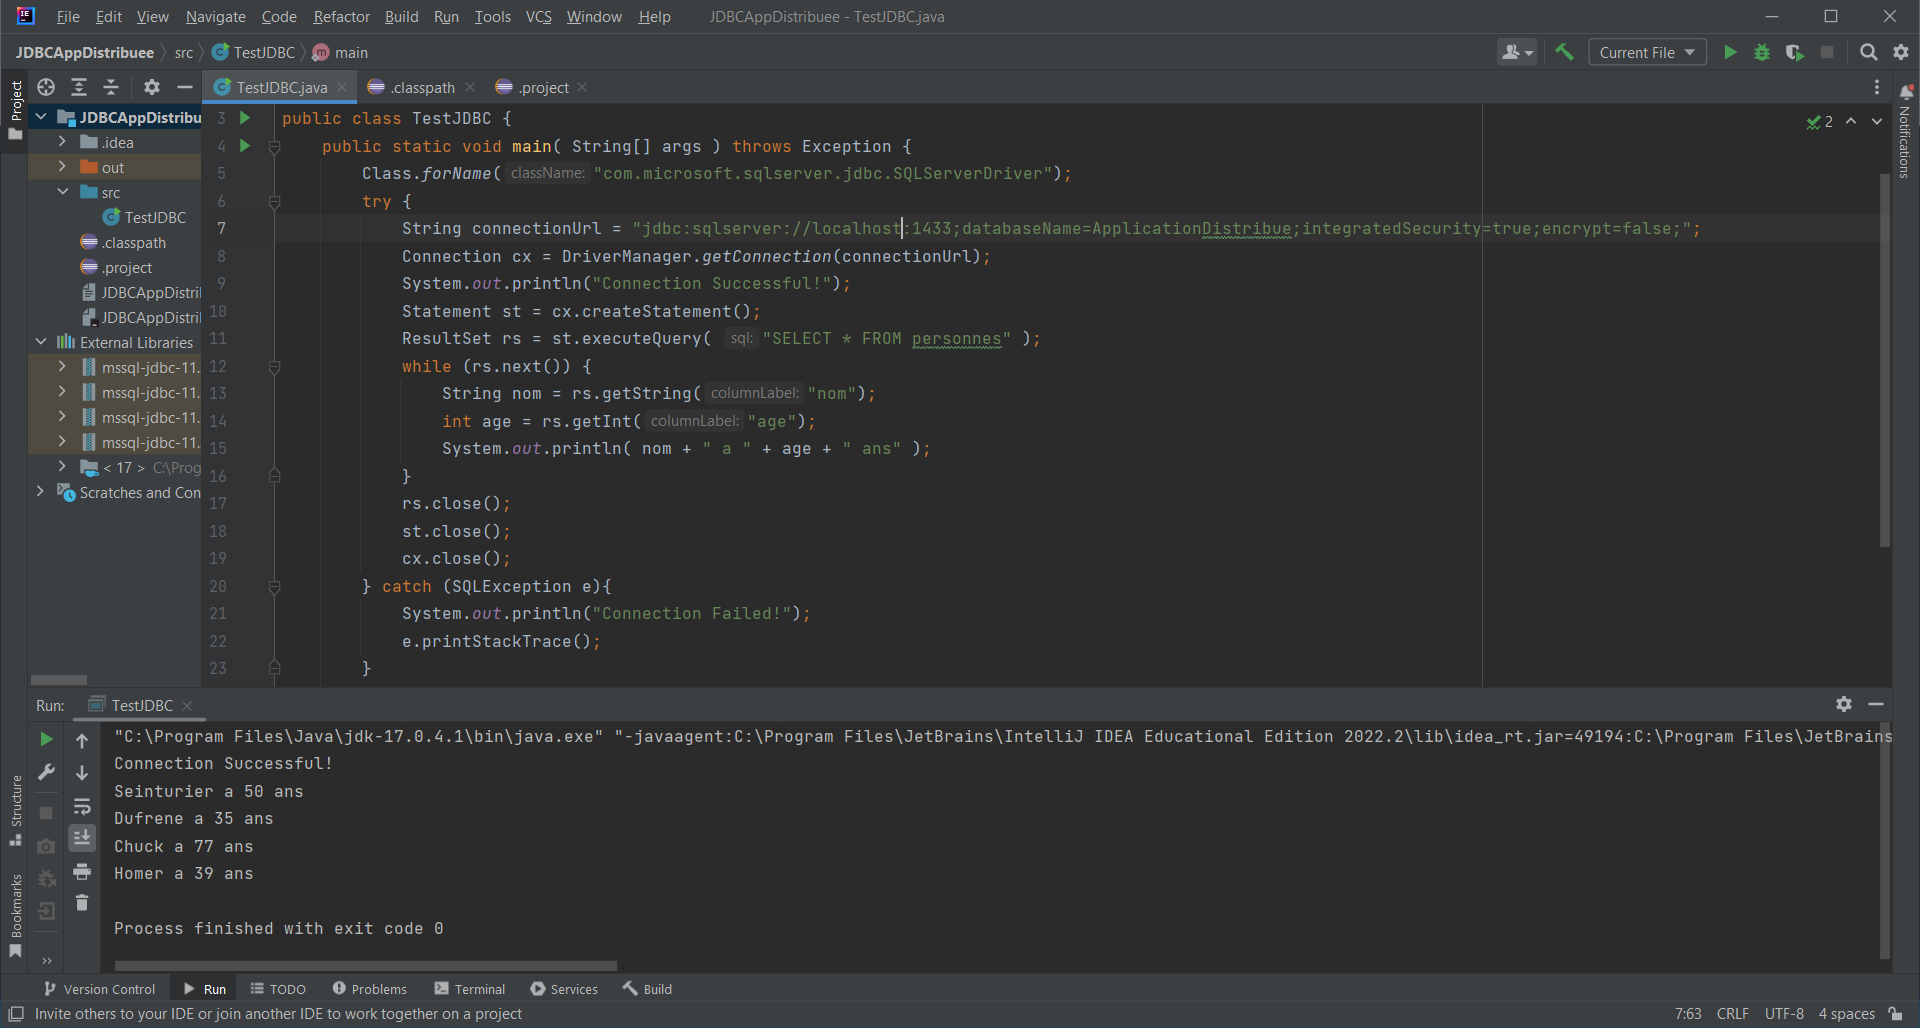 File Edit View Navigate Code Refactor Build Run Tools VCS Window Help JDBCAppDistribuee - TestJDBC.java
JDBCAppDistribuee src TestJDBC main Current File
Project
TestJDBC.java .classpath .project
JDBCAppDistribu
.idea
out
src
TestJDBC
.classpath
.project
JDBCAppDistri
JDBCAppDistri
External Libraries
mssql-jdbc-11.
mssql-jdbc-11.
mssql-jdbc-11.
mssql-jdbc-11.
< 17 > C:\Prog
Scratches and Con
2
Notifications
3 public class TestJDBC {
4 public static void main( String[] args ) throws Exception {
5 Class.forName( className: "com.microsoft.sqlserver.jdbc.SQLServerDriver");
6 try {
7 String connectionUrl = "jdbc:sqlserver://localhost:1433;databaseName=ApplicationDistribue;integratedSecurity=true;encrypt=false;";
8 Connection cx = DriverManager.getConnection(connectionUrl);
9 System.out.println("Connection Successful!");
10 Statement st = cx.createStatement();
11 ResultSet rs = st.executeQuery( sql: "SELECT * FROM personnes" );
12 while (rs.next()) {
13 String nom = rs.getString( columnLabel: "nom");
14 int age = rs.getInt( columnLabel: "age");
15 System.out.println( nom + " a " + age + " ans" );
16 }
17 rs.close();
18 st.close();
19 cx.close();
20 } catch (SQLException e){
21 System.out.println("Connection Failed!");
22 e.printStackTrace();
23 }
Run: TestJDBC
"C:\Program Files\Java\jdk-17.0.4.1\bin\java.exe" "-javaagent:C:\Program Files\JetBrains\IntelliJ IDEA Educational Edition 2022.2\lib\idea_rt.jar=49194:C:\Program Files\JetBrains
Connection Successful!
Seinturier a 50 ans
Dufrene a 35 ans
Chuck a 77 ans
Homer a 39 ans
Process finished with exit code 0
Structure
Bookmarks
Version Control Run TODO Problems Terminal Services Build
Invite others to your IDE or join another IDE to work together on a project 7:63 CRLF UTF-8 4 spaces